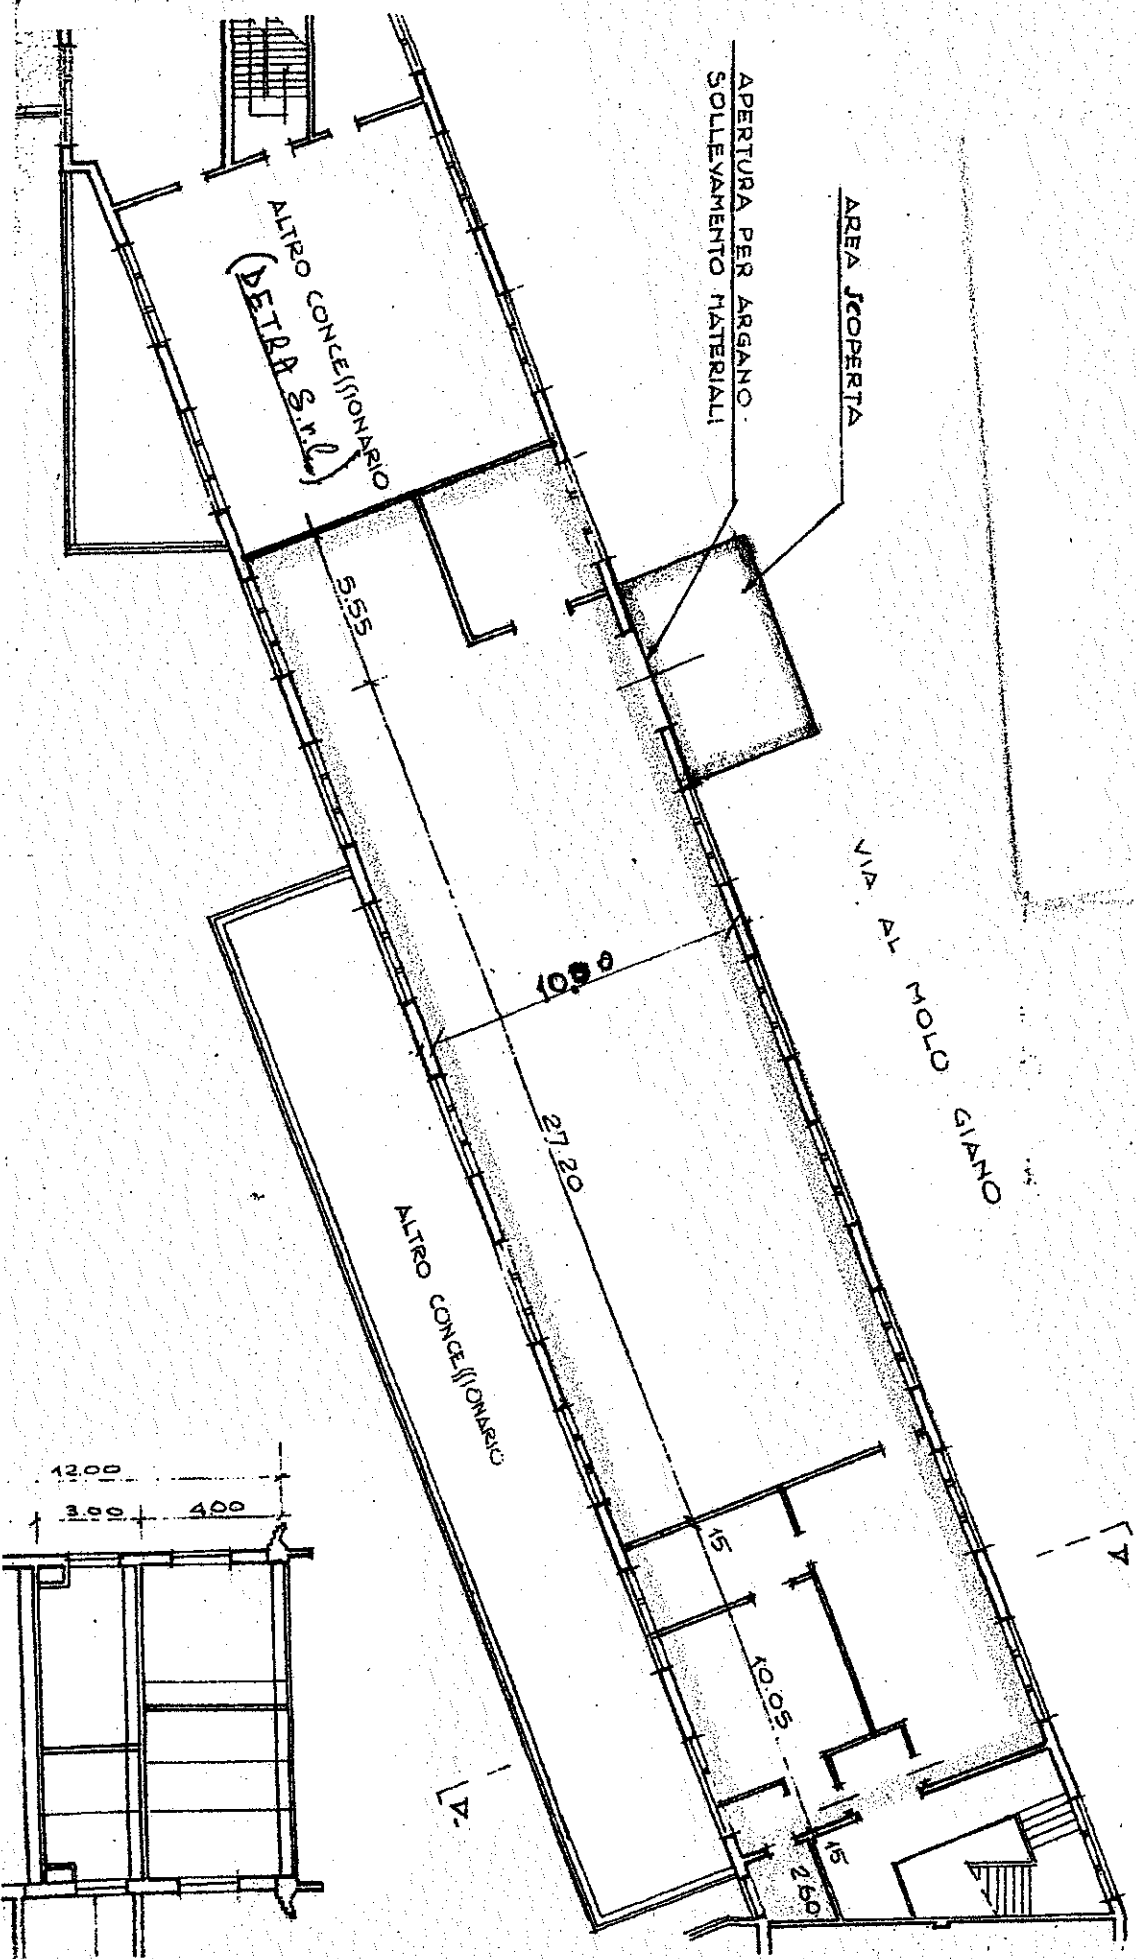 APERTURA PER ARGANO.
SOLLEVAMENTO MATERIALI
AREA SCOPERTA
ALTRO CONCESSIONARIO
(DETRA S.r.l.)
VIA AL MOLO GIANO
5.55
10.00
27.20
ALTRO CONCESSIONARIO
15
10.05
15
2.60
A
A
12.00
3.00
4.00